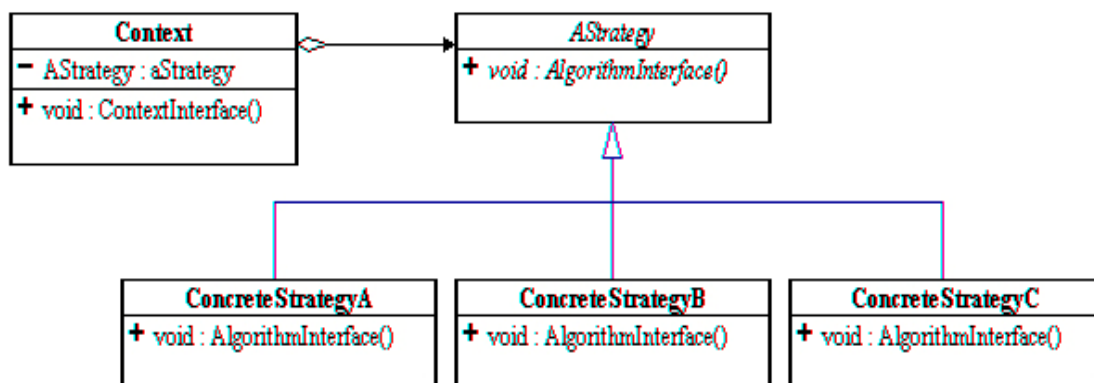 Context
- AStrategy : aStrategy
+ void : ContextInterface()
AStrategy
+ void : AlgorithmInterface()
ConcreteStrategyA
+ void : AlgorithmInterface()
ConcreteStrategyB
+ void : AlgorithmInterface()
ConcreteStrategyC
+ void : AlgorithmInterface()